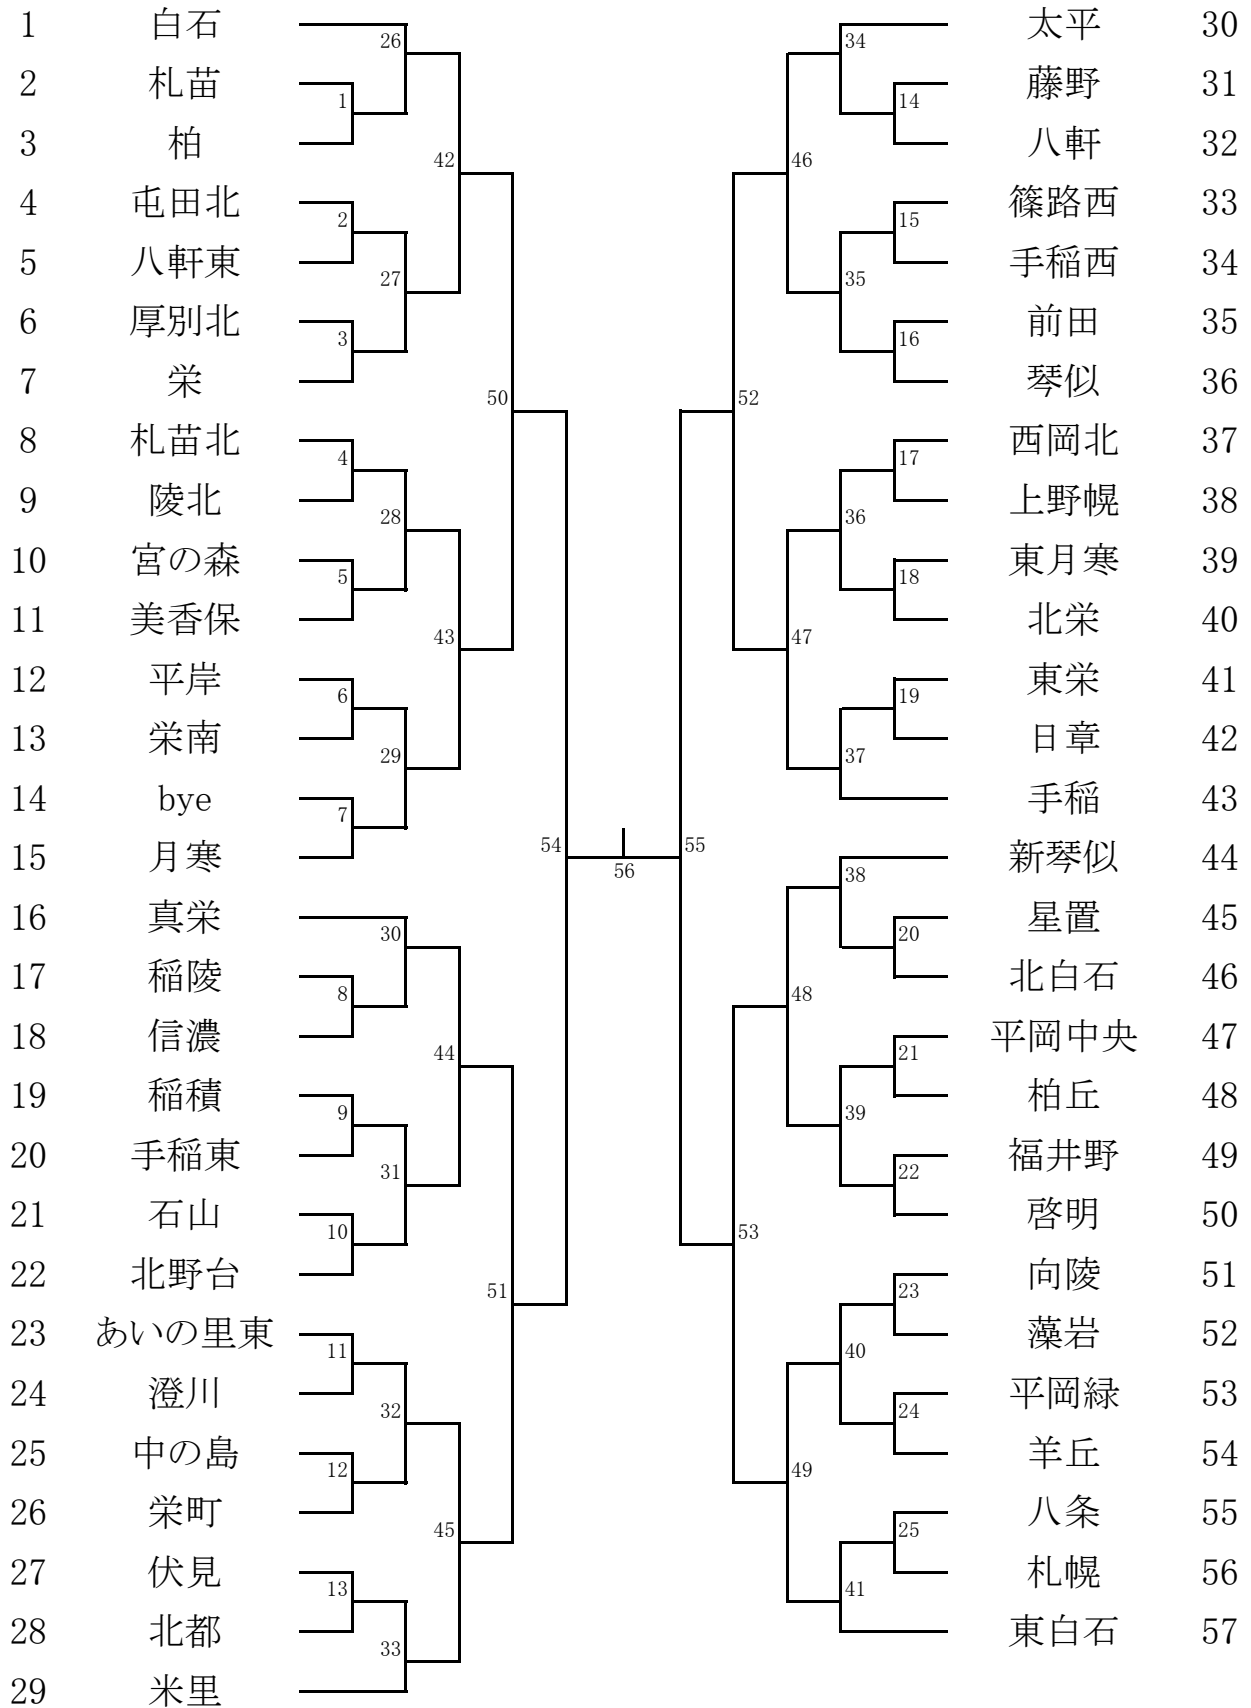 1 白石 26 34 太平 30
2 札苗 1 14 藤野 31
3 柏 42 46 八軒 32
4 屯田北 2 15 篠路西 33
5 八軒東 27 35 手稲西 34
6 厚別北 3 16 前田 35
7 栄 50 52 琴似 36
8 札苗北 4 17 西岡北 37
9 陵北 28 36 上野幌 38
10 宮の森 5 18 東月寒 39
11 美香保 43 47 北栄 40
12 平岸 6 19 東栄 41
13 栄南 29 37 日章 42
14 bye 7 手稲 43
15 月寒 54 56 55 38 新琴似 44
16 真栄 30 20 星置 45
17 稲陵 8 48 北白石 46
18 信濃 44 21 平岡中央 47
19 稲積 9 39 柏丘 48
20 手稲東 31 22 福井野 49
21 石山 10 53 啓明 50
22 北野台 51 23 向陵 51
23 あいの里東 11 40 藻岩 52
24 澄川 32 24 平岡緑 53
25 中の島 12 49 羊丘 54
26 栄町 45 25 八条 55
27 伏見 13 41 札幌 56
28 北都 33 東白石 57
29 米里